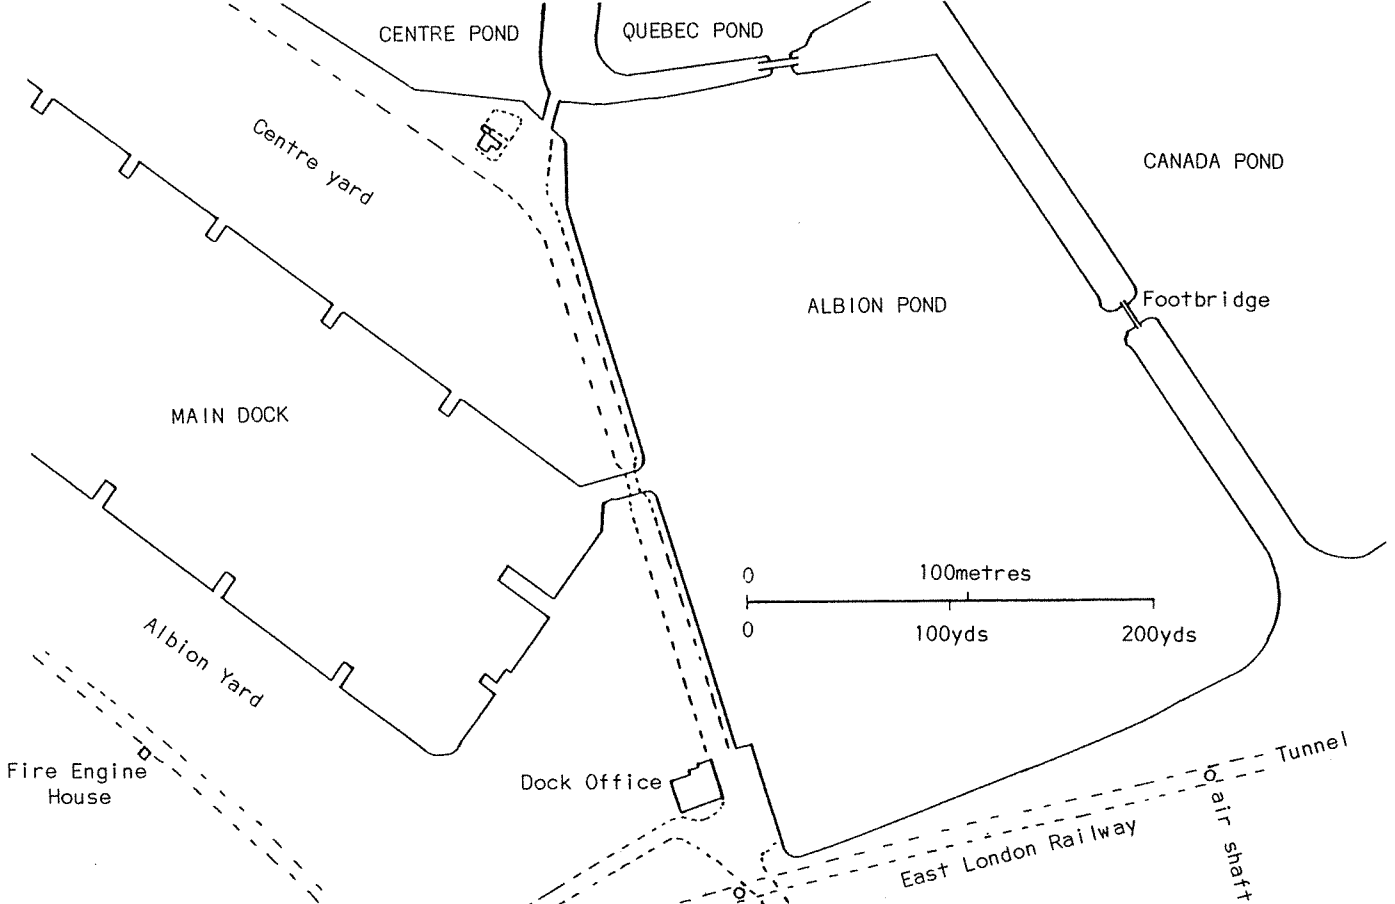 CENTRE POND
QUEBEC POND
Centre yard
CANADA POND
Footbridge
ALBION POND
MAIN DOCK
0 100metres
0 100yds 200yds
Albion Yard
Fire Engine
House
Dock Office
Tunnel
East London Railway
air shaft